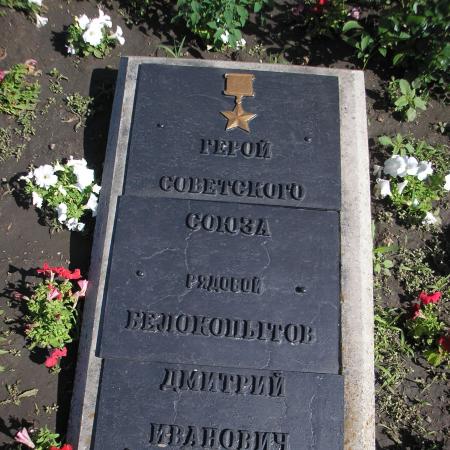 ГЕРОЙ
СОВЕТСКОГО
СОЮЗА
РЯДОВОЙ
БЕЛОКОПЫТОВ
ДМИТРИЙ
ИВАНОВИЧ